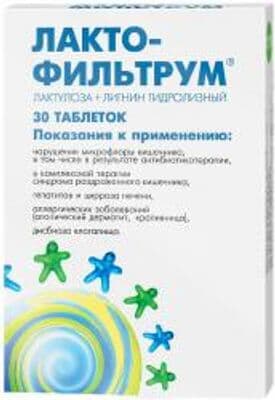 ЛАКТО-
ФИЛЬТРУМ®
ЛАКТУЛОЗА + ЛИГНИН ГИДРОЛИЗНЫЙ
30 ТАБЛЕТОК
Показания к применению:
нарушения микрофлоры кишечника,
в том числе в результате антибиотикотерапии,
в комплексной терапии
синдрома раздраженного кишечника,
гепатитов и цирроза печени,
аллергических заболеваний
(атопический дерматит, крапивница),
дисбиоза влагалища.